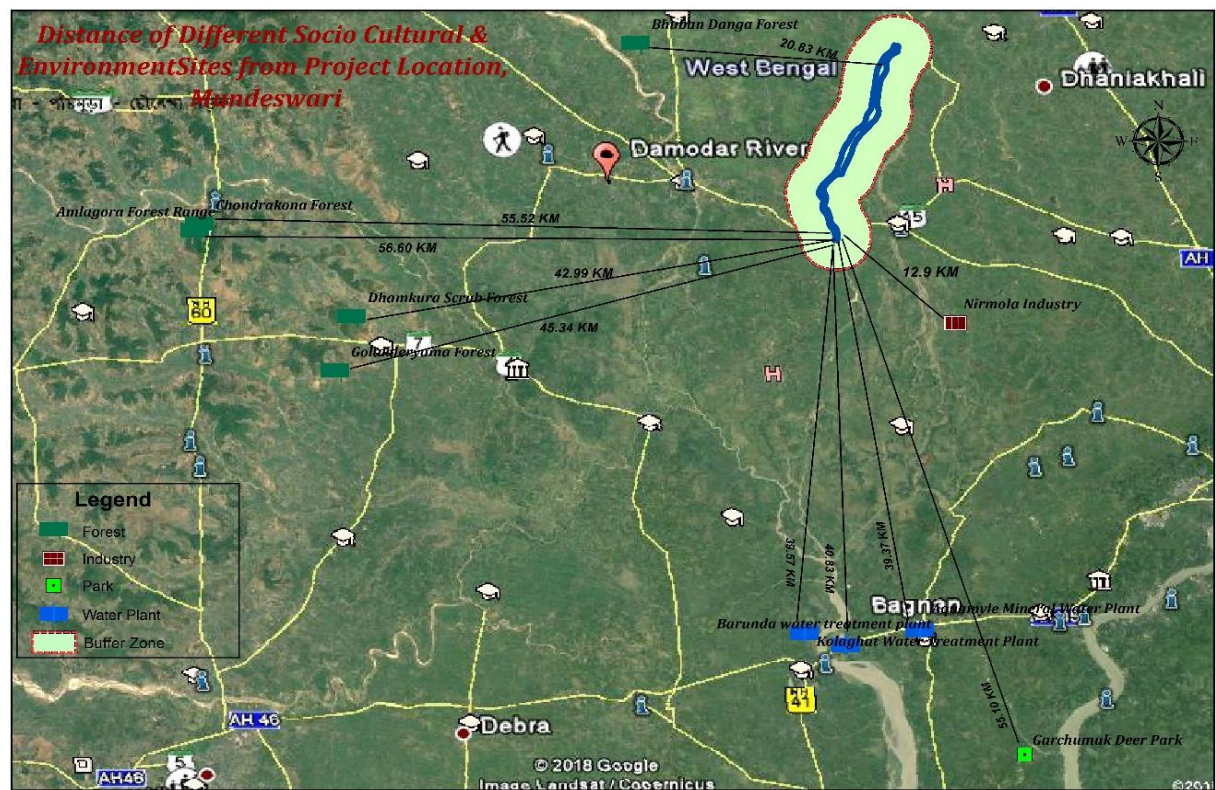 Distance of Different Socio Cultural &
EnvironmentSites from Project Location,
Mundeswari
Bhuban Danga Forest
20.83 KM
West Bengal
Dhaniakhali
N
W E
S
Damodar River
Amlagora Forest Range
Chondrakona Forest
55.52 KM
56.60 KM
AH
42.99 KM
12.9 KM
Dhamkura Scrub Forest
Nirmola Industry
60
45.34 KM
7
Legend
Forest
Industry
Park
Water Plant
Buffer Zone
39.57 KM
40.83 KM
39.37 KM
55.10 KM
Bagnan
Barunda water treatment plant
Kolaghat Water Treatment Plant
41
AH 46
Debra
Garchumuk Deer Park
AH46
5
© 2018 Google
Image Landsat / Copernicus